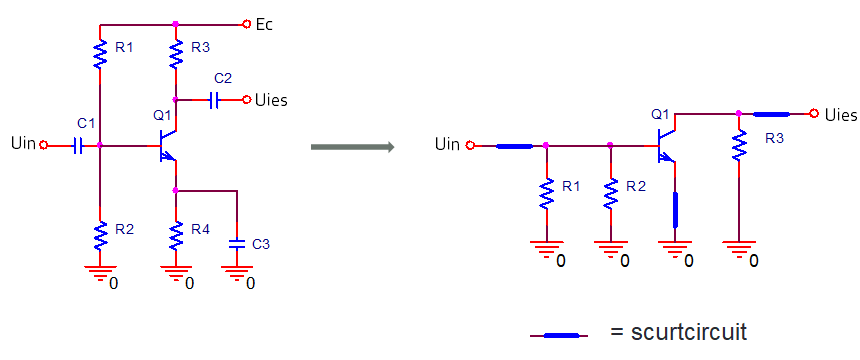 Ec
R1
R3
C2
Uies
Q1
C1
Uin
R2
R4
C3
0
0
0
Q1
Uies
Uin
R3
R1
R2
0
0
0
0
= scurtcircuit